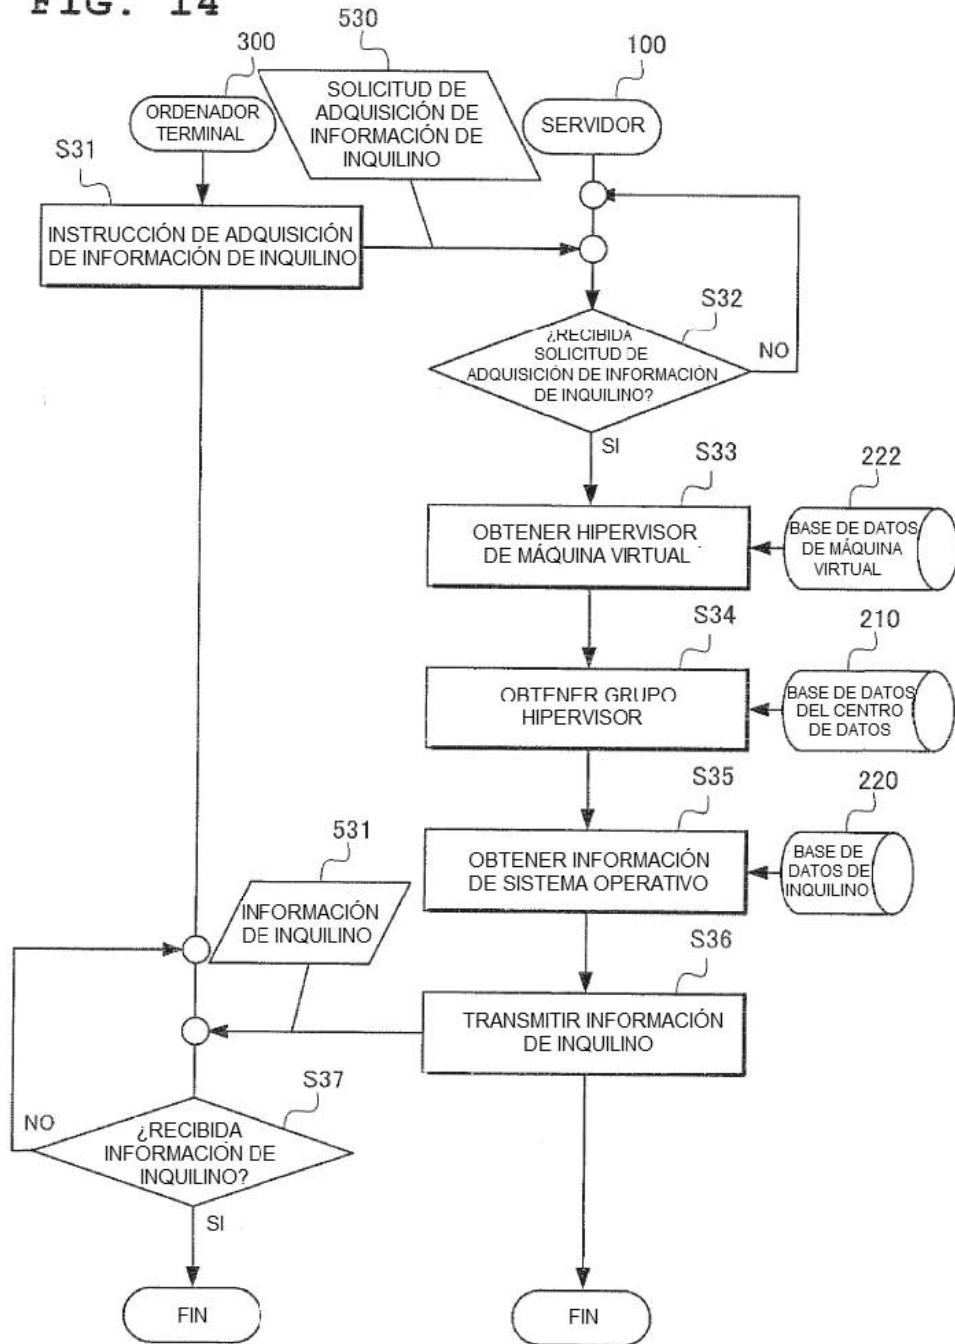 FIG. 14
530
300
100
SOLICITUD DE
ADQUISICIÓN DE
INFORMACIÓN DE
INQUILINO
ORDENADOR
TERMINAL
SERVIDOR
S31
INSTRUCCIÓN DE ADQUISICIÓN
DE INFORMACIÓN DE INQUILINO
S32
¿RECIBIDA
SOLICITUD DE
ADQUISICIÓN DE INFORMACIÓN
DE INQUILINO?
NO
SI
S33
222
OBTENER HIPERVISOR
DE MÁQUINA VIRTUAL
BASE DE DATOS
DE MÁQUINA
VIRTUAL
S34
210
OBTENER GRUPO
HIPERVISOR
BASE DE DATOS
DEL CENTRO
DE DATOS
S35
220
OBTENER INFORMACIÓN
DE SISTEMA OPERATIVO
BASE DE
DATOS DE
INQUILINO
531
INFORMACIÓN
DE INQUILINO
S36
TRANSMITIR INFORMACIÓN
DE INQUILINO
S37
NO
¿RECIBIDA
INFORMACIÓN DE
INQUILINO?
SI
FIN
FIN